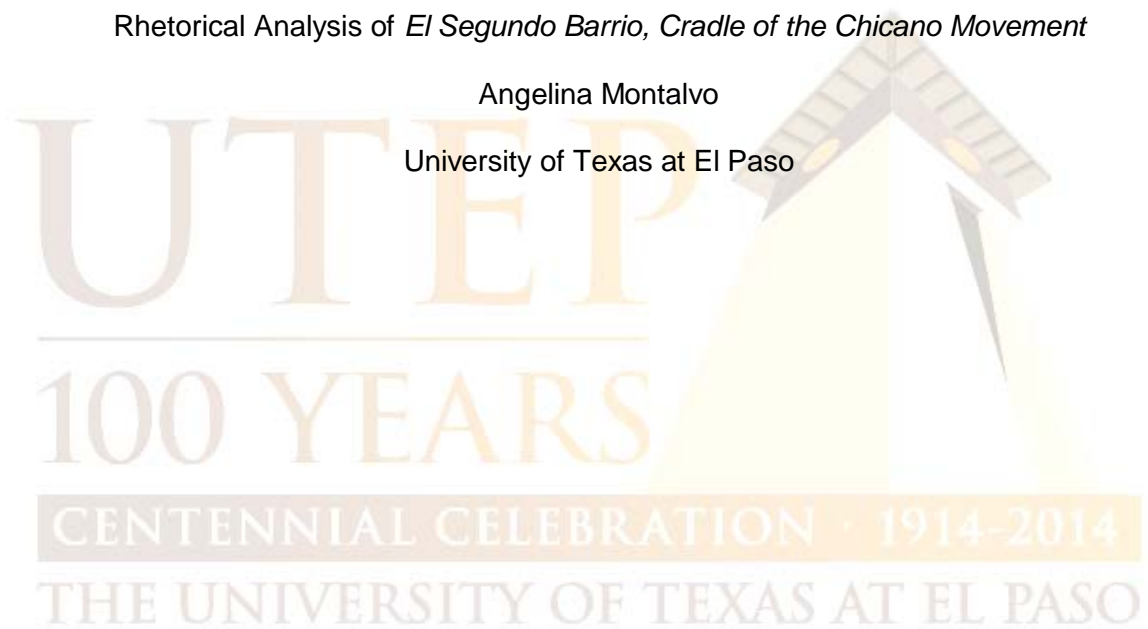 Rhetorical Analysis of El Segundo Barrio, Cradle of the Chicano Movement
Angelina Montalvo
University of Texas at El Paso
UTEP
100 YEARS
CENTENNIAL CELEBRATION · 1914-2014
THE UNIVERSITY OF TEXAS AT EL PASO